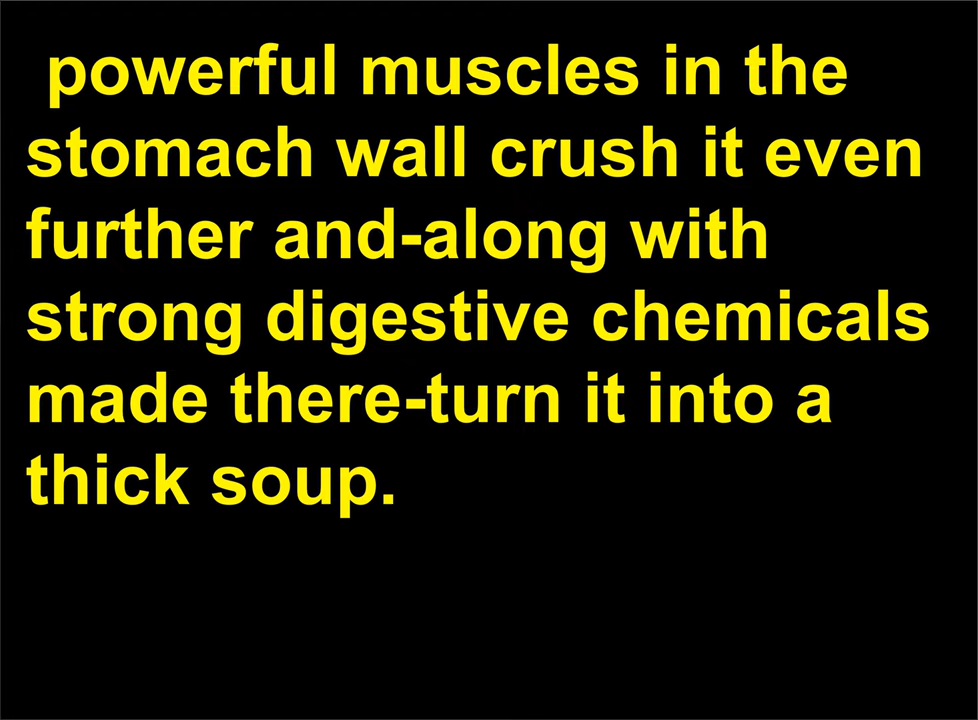 powerful muscles in the
stomach wall crush it even
further and-along with
strong digestive chemicals
made there-turn it into a
thick soup.